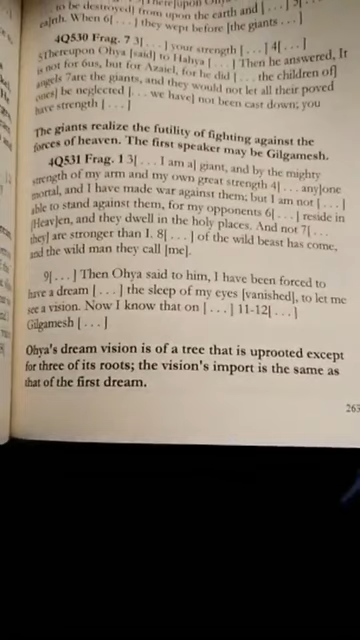 to be destroyed] from upon the earth and [ . . . ]
ea]rth. When 6[ . . . ] they wept before [the giants . . . ]
4Q530 Frag. 7 3[ . . . ] your strength [ . . . ] 4[ . . . ]
5Thereupon Ohya [said] to Hahya [ . . . ] Then he answered, It
is not for 6us, but for Azaiel, for he did [ . . . the children of]
angels 7are the giants, and they would not let all their poved
ones] be neglected [. . . we have] not been cast down; you
have strength [ . . . ]
The giants realize the futility of fighting against the
forces of heaven. The first speaker may be Gilgamesh.
4Q531 Frag. 1 3[ . . . I am a] giant, and by the mighty
strength of my arm and my own great strength 4[ . . . any]one
mortal, and I have made war against them; but I am not [ . . . ]
able to stand against them, for my opponents 6[ . . . ] reside in
[Heav]en, and they dwell in the holy places. And not 7[ . . .
they] are stronger than I. 8[ . . . ] of the wild beast has come,
and the wild man they call [me].
9[ . . . ] Then Ohya said to him, I have been forced to
have a dream [ . . . ] the sleep of my eyes [vanished], to let me
see a vision. Now I know that on [ . . . ] 11-12[ . . . ]
Gilgamesh [ . . . ]
Ohya's dream vision is of a tree that is uprooted except
for three of its roots; the vision's import is the same as
that of the first dream.
263